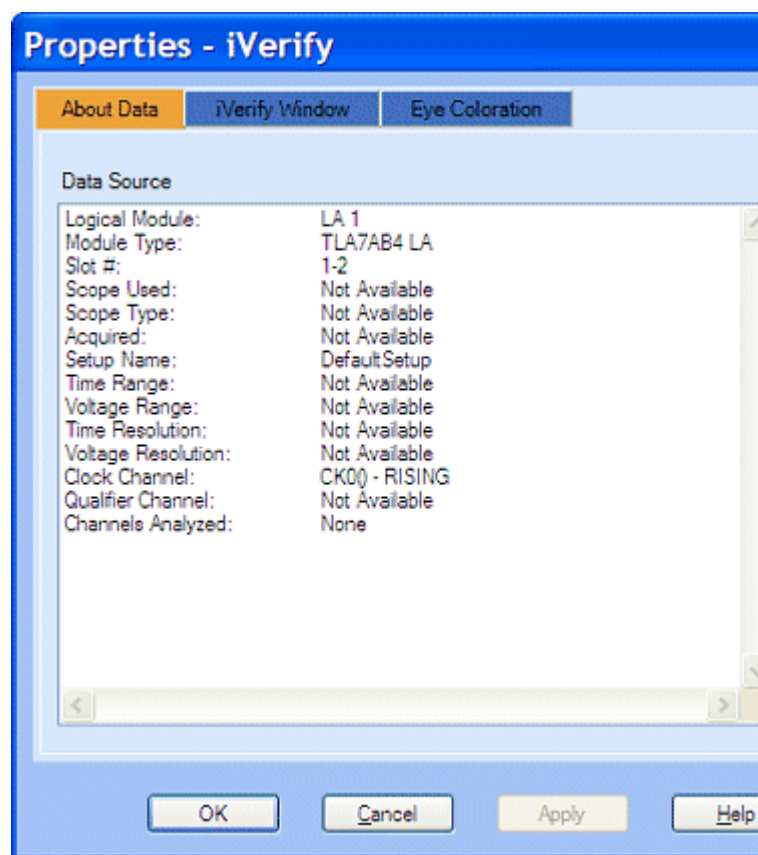 Properties - iVerify
About Data iVerify Window Eye Coloration
Data Source
Logical Module: LA 1
Module Type: TLA7AB4 LA
Slot #: 1-2
Scope Used: Not Available
Scope Type: Not Available
Acquired: Not Available
Setup Name: DefaultSetup
Time Range: Not Available
Voltage Range: Not Available
Time Resolution: Not Available
Voltage Resolution: Not Available
Clock Channel: CK0() - RISING
Qualifier Channel: Not Available
Channels Analyzed: None
OK Cancel Apply Help